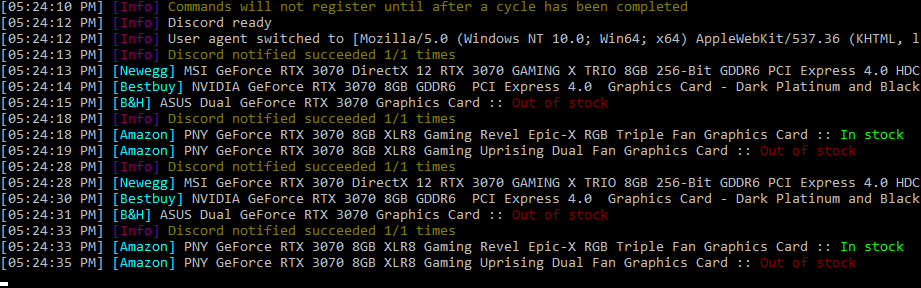 [05:24:10 PM] [Info] Commands will not register until after a cycle has been completed
[05:24:12 PM] [Info] Discord ready
[05:24:12 PM] [Info] User agent switched to [Mozilla/5.0 (Windows NT 10.0; Win64; x64) AppleWebKit/537.36 (KHTML, l
[05:24:13 PM] [Info] Discord notified succeeded 1/1 times
[05:24:13 PM] [Newegg] MSI GeForce RTX 3070 DirectX 12 RTX 3070 GAMING X TRIO 8GB 256-Bit GDDR6 PCI Express 4.0 HDC
[05:24:14 PM] [Bestbuy] NVIDIA GeForce RTX 3070 8GB GDDR6  PCI Express 4.0  Graphics Card - Dark Platinum and Black
[05:24:15 PM] [B&H] ASUS Dual GeForce RTX 3070 Graphics Card :: Out of stock
[05:24:18 PM] [Info] Discord notified succeeded 1/1 times
[05:24:18 PM] [Amazon] PNY GeForce RTX 3070 8GB XLR8 Gaming Revel Epic-X RGB Triple Fan Graphics Card :: In stock
[05:24:19 PM] [Amazon] PNY GeForce RTX 3070 8GB XLR8 Gaming Uprising Dual Fan Graphics Card :: Out of stock
[05:24:28 PM] [Info] Discord notified succeeded 1/1 times
[05:24:28 PM] [Newegg] MSI GeForce RTX 3070 DirectX 12 RTX 3070 GAMING X TRIO 8GB 256-Bit GDDR6 PCI Express 4.0 HDC
[05:24:30 PM] [Bestbuy] NVIDIA GeForce RTX 3070 8GB GDDR6  PCI Express 4.0  Graphics Card - Dark Platinum and Black
[05:24:31 PM] [B&H] ASUS Dual GeForce RTX 3070 Graphics Card :: Out of stock
[05:24:33 PM] [Info] Discord notified succeeded 1/1 times
[05:24:33 PM] [Amazon] PNY GeForce RTX 3070 8GB XLR8 Gaming Revel Epic-X RGB Triple Fan Graphics Card :: In stock
[05:24:35 PM] [Amazon] PNY GeForce RTX 3070 8GB XLR8 Gaming Uprising Dual Fan Graphics Card :: Out of stock